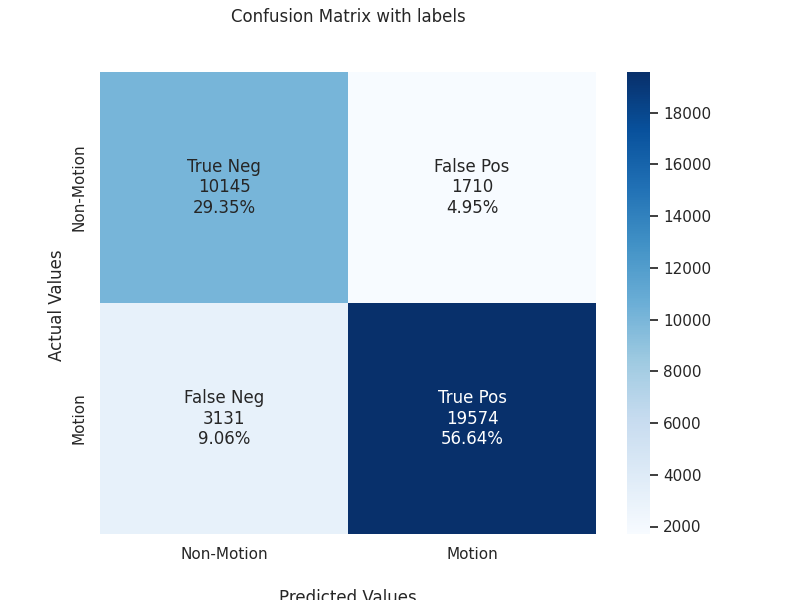 Confusion Matrix with labels
Actual Values
Non-Motion
Motion
True Neg
10145
29.35%
False Pos
1710
4.95%
False Neg
3131
9.06%
True Pos
19574
56.64%
18000
16000
14000
12000
10000
8000
6000
4000
2000
Non-Motion
Motion
Predicted Values